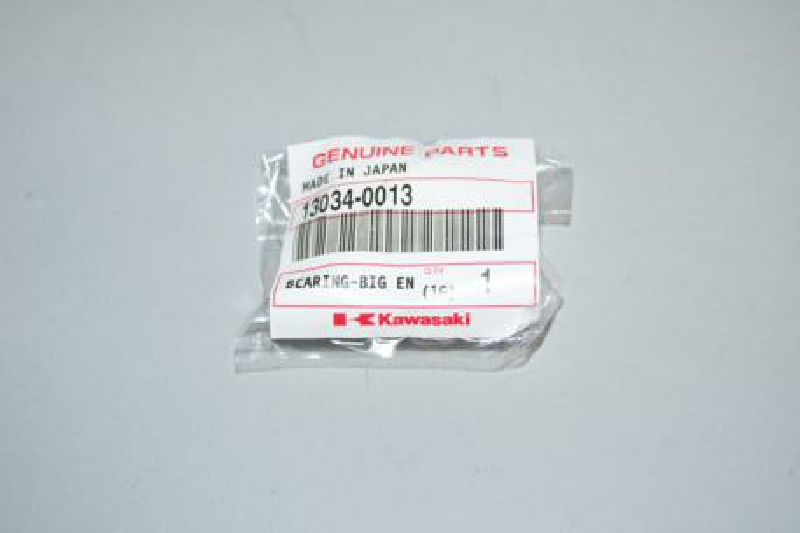 GENUINE PARTS
MADE IN JAPAN
13034-0013
BEARING-BIG EN 1
Kawasaki